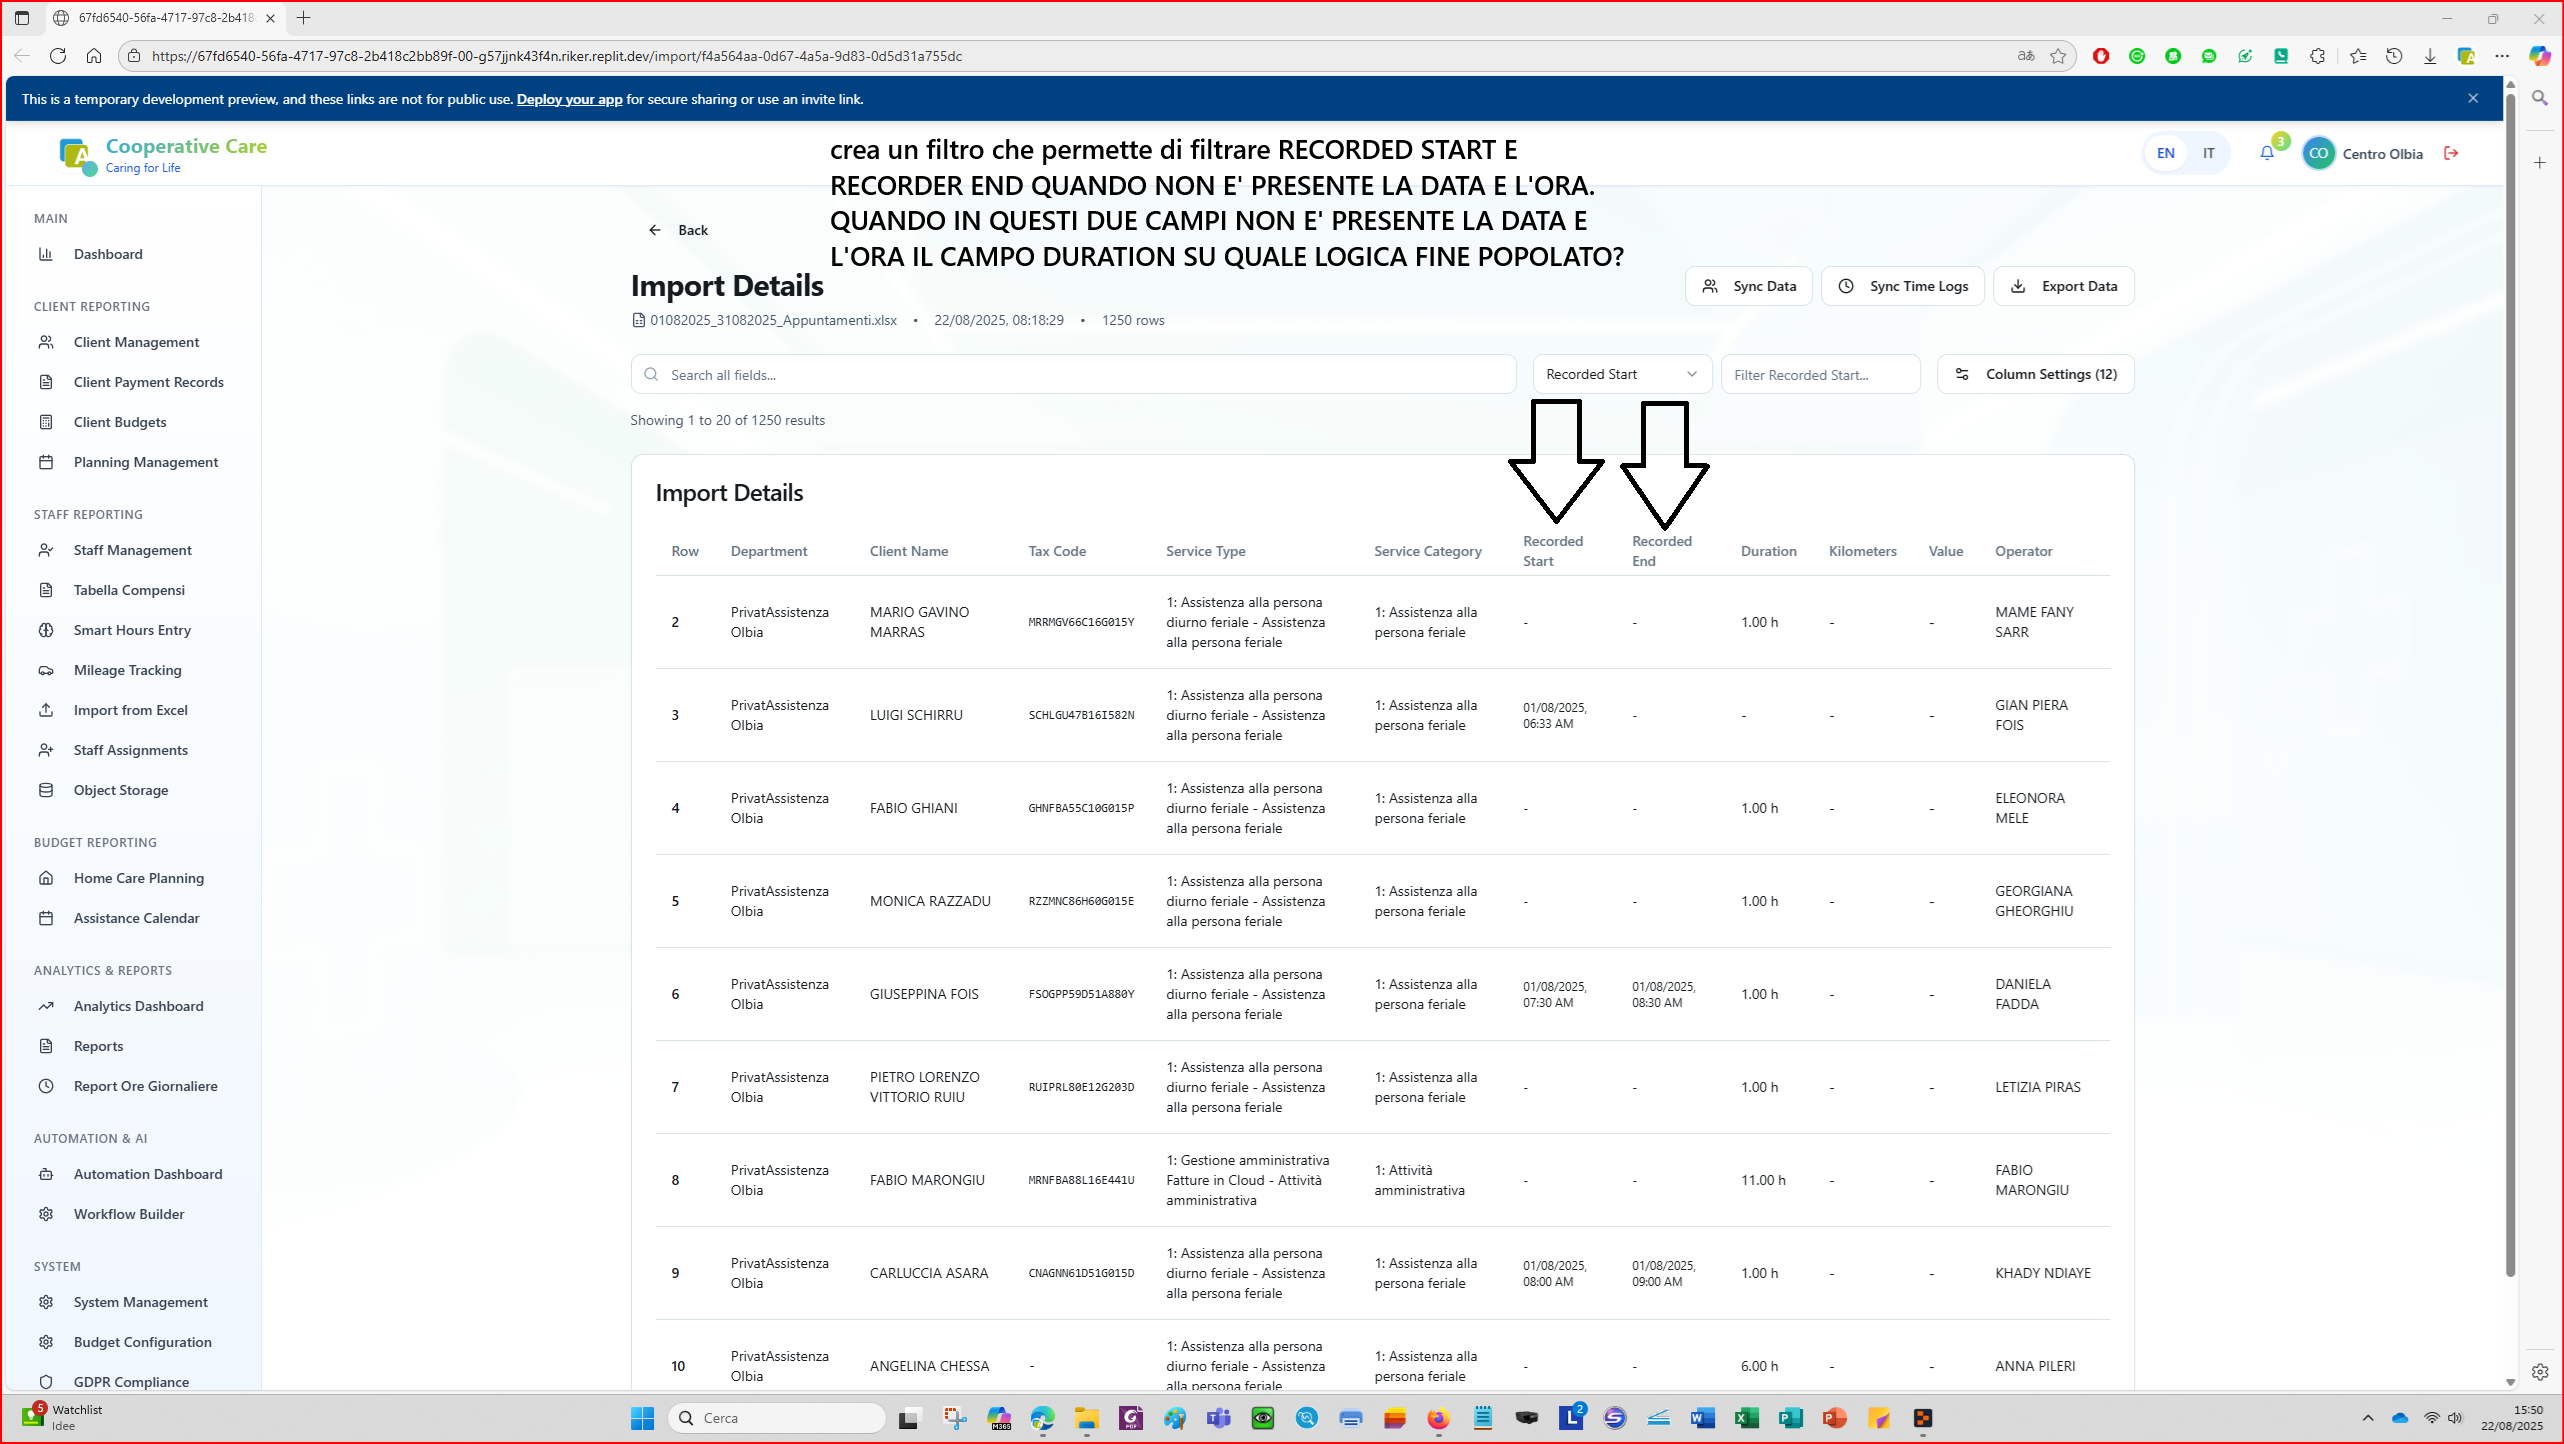 67fd6540-56fa-4717-97c8-2b418
https://67fd6540-56fa-4717-97c8-2b418c2bb89f-00-g57jjnk43f4n.riker.replit.dev/import/f4a564aa-0d67-4a5a-9d83-0d5d31a755dc
This is a temporary development preview, and these links are not for public use. Deploy your app for secure sharing or use an invite link.
Cooperative Care
Caring for Life
crea un filtro che permette di filtrare RECORDED START E
RECORDER END QUANDO NON E' PRESENTE LA DATA E L'ORA.
QUANDO IN QUESTI DUE CAMPI NON E' PRESENTE LA DATA E
L'ORA IL CAMPO DURATION SU QUALE LOGICA FINE POPOLATO?
EN IT 3 CO Centro Olbia
MAIN
Dashboard
CLIENT REPORTING
Client Management
Client Payment Records
Client Budgets
Planning Management
STAFF REPORTING
Staff Management
Tabella Compensi
Smart Hours Entry
Mileage Tracking
Import from Excel
Staff Assignments
Object Storage
BUDGET REPORTING
Home Care Planning
Assistance Calendar
ANALYTICS & REPORTS
Analytics Dashboard
Reports
Report Ore Giornaliere
AUTOMATION & AI
Automation Dashboard
Workflow Builder
SYSTEM
System Management
Budget Configuration
GDPR Compliance
Back
Import Details
Sync Data Sync Time Logs Export Data
01082025_31082025_Appuntamenti.xlsx • 22/08/2025, 08:18:29 • 1250 rows
Search all fields... Recorded Start Filter Recorded Start... Column Settings (12)
Showing 1 to 20 of 1250 results
Import Details
Row Department Client Name Tax Code Service Type Service Category Recorded Start Recorded End Duration Kilometers Value Operator
2 PrivatAssistenza Olbia MARIO GAVINO MARRAS MRRMGV66C16G015Y 1: Assistenza alla persona diurno feriale - Assistenza alla persona feriale 1: Assistenza alla persona feriale - - 1.00 h - - MAME FANY SARR
3 PrivatAssistenza Olbia LUIGI SCHIRRU SCHLGU47B16I582N 1: Assistenza alla persona diurno feriale - Assistenza alla persona feriale 1: Assistenza alla persona feriale 01/08/2025, 06:33 AM - - - - GIAN PIERA FOIS
4 PrivatAssistenza Olbia FABIO GHIANI GHNFBA55C10G015P 1: Assistenza alla persona diurno feriale - Assistenza alla persona feriale 1: Assistenza alla persona feriale - - 1.00 h - - ELEONORA MELE
5 PrivatAssistenza Olbia MONICA RAZZADU RZZMNC86H60G015E 1: Assistenza alla persona diurno feriale - Assistenza alla persona feriale 1: Assistenza alla persona feriale - - 1.00 h - - GEORGIANA GHEORGHIU
6 PrivatAssistenza Olbia GIUSEPPINA FOIS FSOGPP59D51A880Y 1: Assistenza alla persona diurno feriale - Assistenza alla persona feriale 1: Assistenza alla persona feriale 01/08/2025, 07:30 AM 01/08/2025, 08:30 AM 1.00 h - - DANIELA FADDA
7 PrivatAssistenza Olbia PIETRO LORENZO VITTORIO RUIU RUIPRL80E12G203D 1: Assistenza alla persona diurno feriale - Assistenza alla persona feriale 1: Assistenza alla persona feriale - - 1.00 h - - LETIZIA PIRAS
8 PrivatAssistenza Olbia FABIO MARONGIU MRNFBA88L16E441U 1: Gestione amministrativa Fatture in Cloud - Attività amministrativa 1: Attività amministrativa - - 11.00 h - - FABIO MARONGIU
9 PrivatAssistenza Olbia CARLUCCIA ASARA CNAGNN61D51G015D 1: Assistenza alla persona diurno feriale - Assistenza alla persona feriale 1: Assistenza alla persona feriale 01/08/2025, 08:00 AM 01/08/2025, 09:00 AM 1.00 h - - KHADY NDIAYE
10 PrivatAssistenza Olbia ANGELINA CHESSA - 1: Assistenza alla persona diurno feriale - Assistenza alla persona feriale 1: Assistenza alla persona feriale - - 6.00 h - - ANNA PILERI
5 Watchlist
Idee
Cerca
15:50
22/08/2025